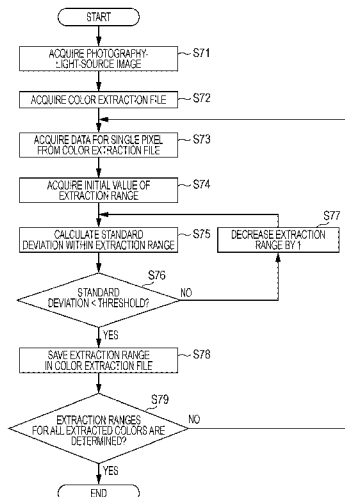 START
ACQUIRE PHOTOGRAPHY-
LIGHT-SOURCE IMAGE
S71
ACQUIRE COLOR EXTRACTION FILE
S72
ACQUIRE DATA FOR SINGLE PIXEL
FROM COLOR EXTRACTION FILE
S73
ACQUIRE INITIAL VALUE OF
EXTRACTION RANGE
S74
CALCULATE STANDARD
DEVIATION WITHIN EXTRACTION RANGE
S75
S77
DECREASE EXTRACTION
RANGE BY 1
S76
STANDARD
DEVIATION < THRESHOLD?
NO
YES
SAVE EXTRACTION RANGE
IN COLOR EXTRACTION FILE
S78
S79
EXTRACTION RANGES
FOR ALL EXTRACTED COLORS ARE
DETERMINED?
NO
YES
END